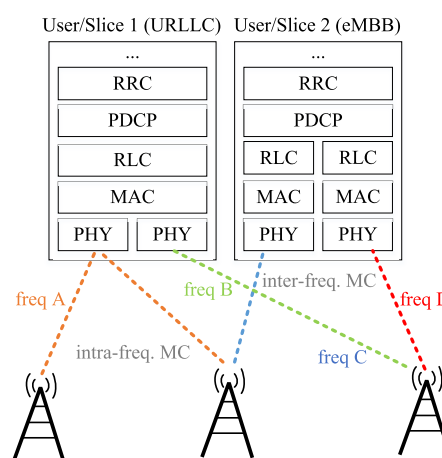 User/Slice 1 (URLLC) User/Slice 2 (eMBB)
... ...
RRC RRC
PDCP PDCP
RLC RLC RLC
MAC MAC MAC
PHY PHY PHY PHY
inter-freq. MC
freq A freq B freq D
intra-freq. MC
freq C